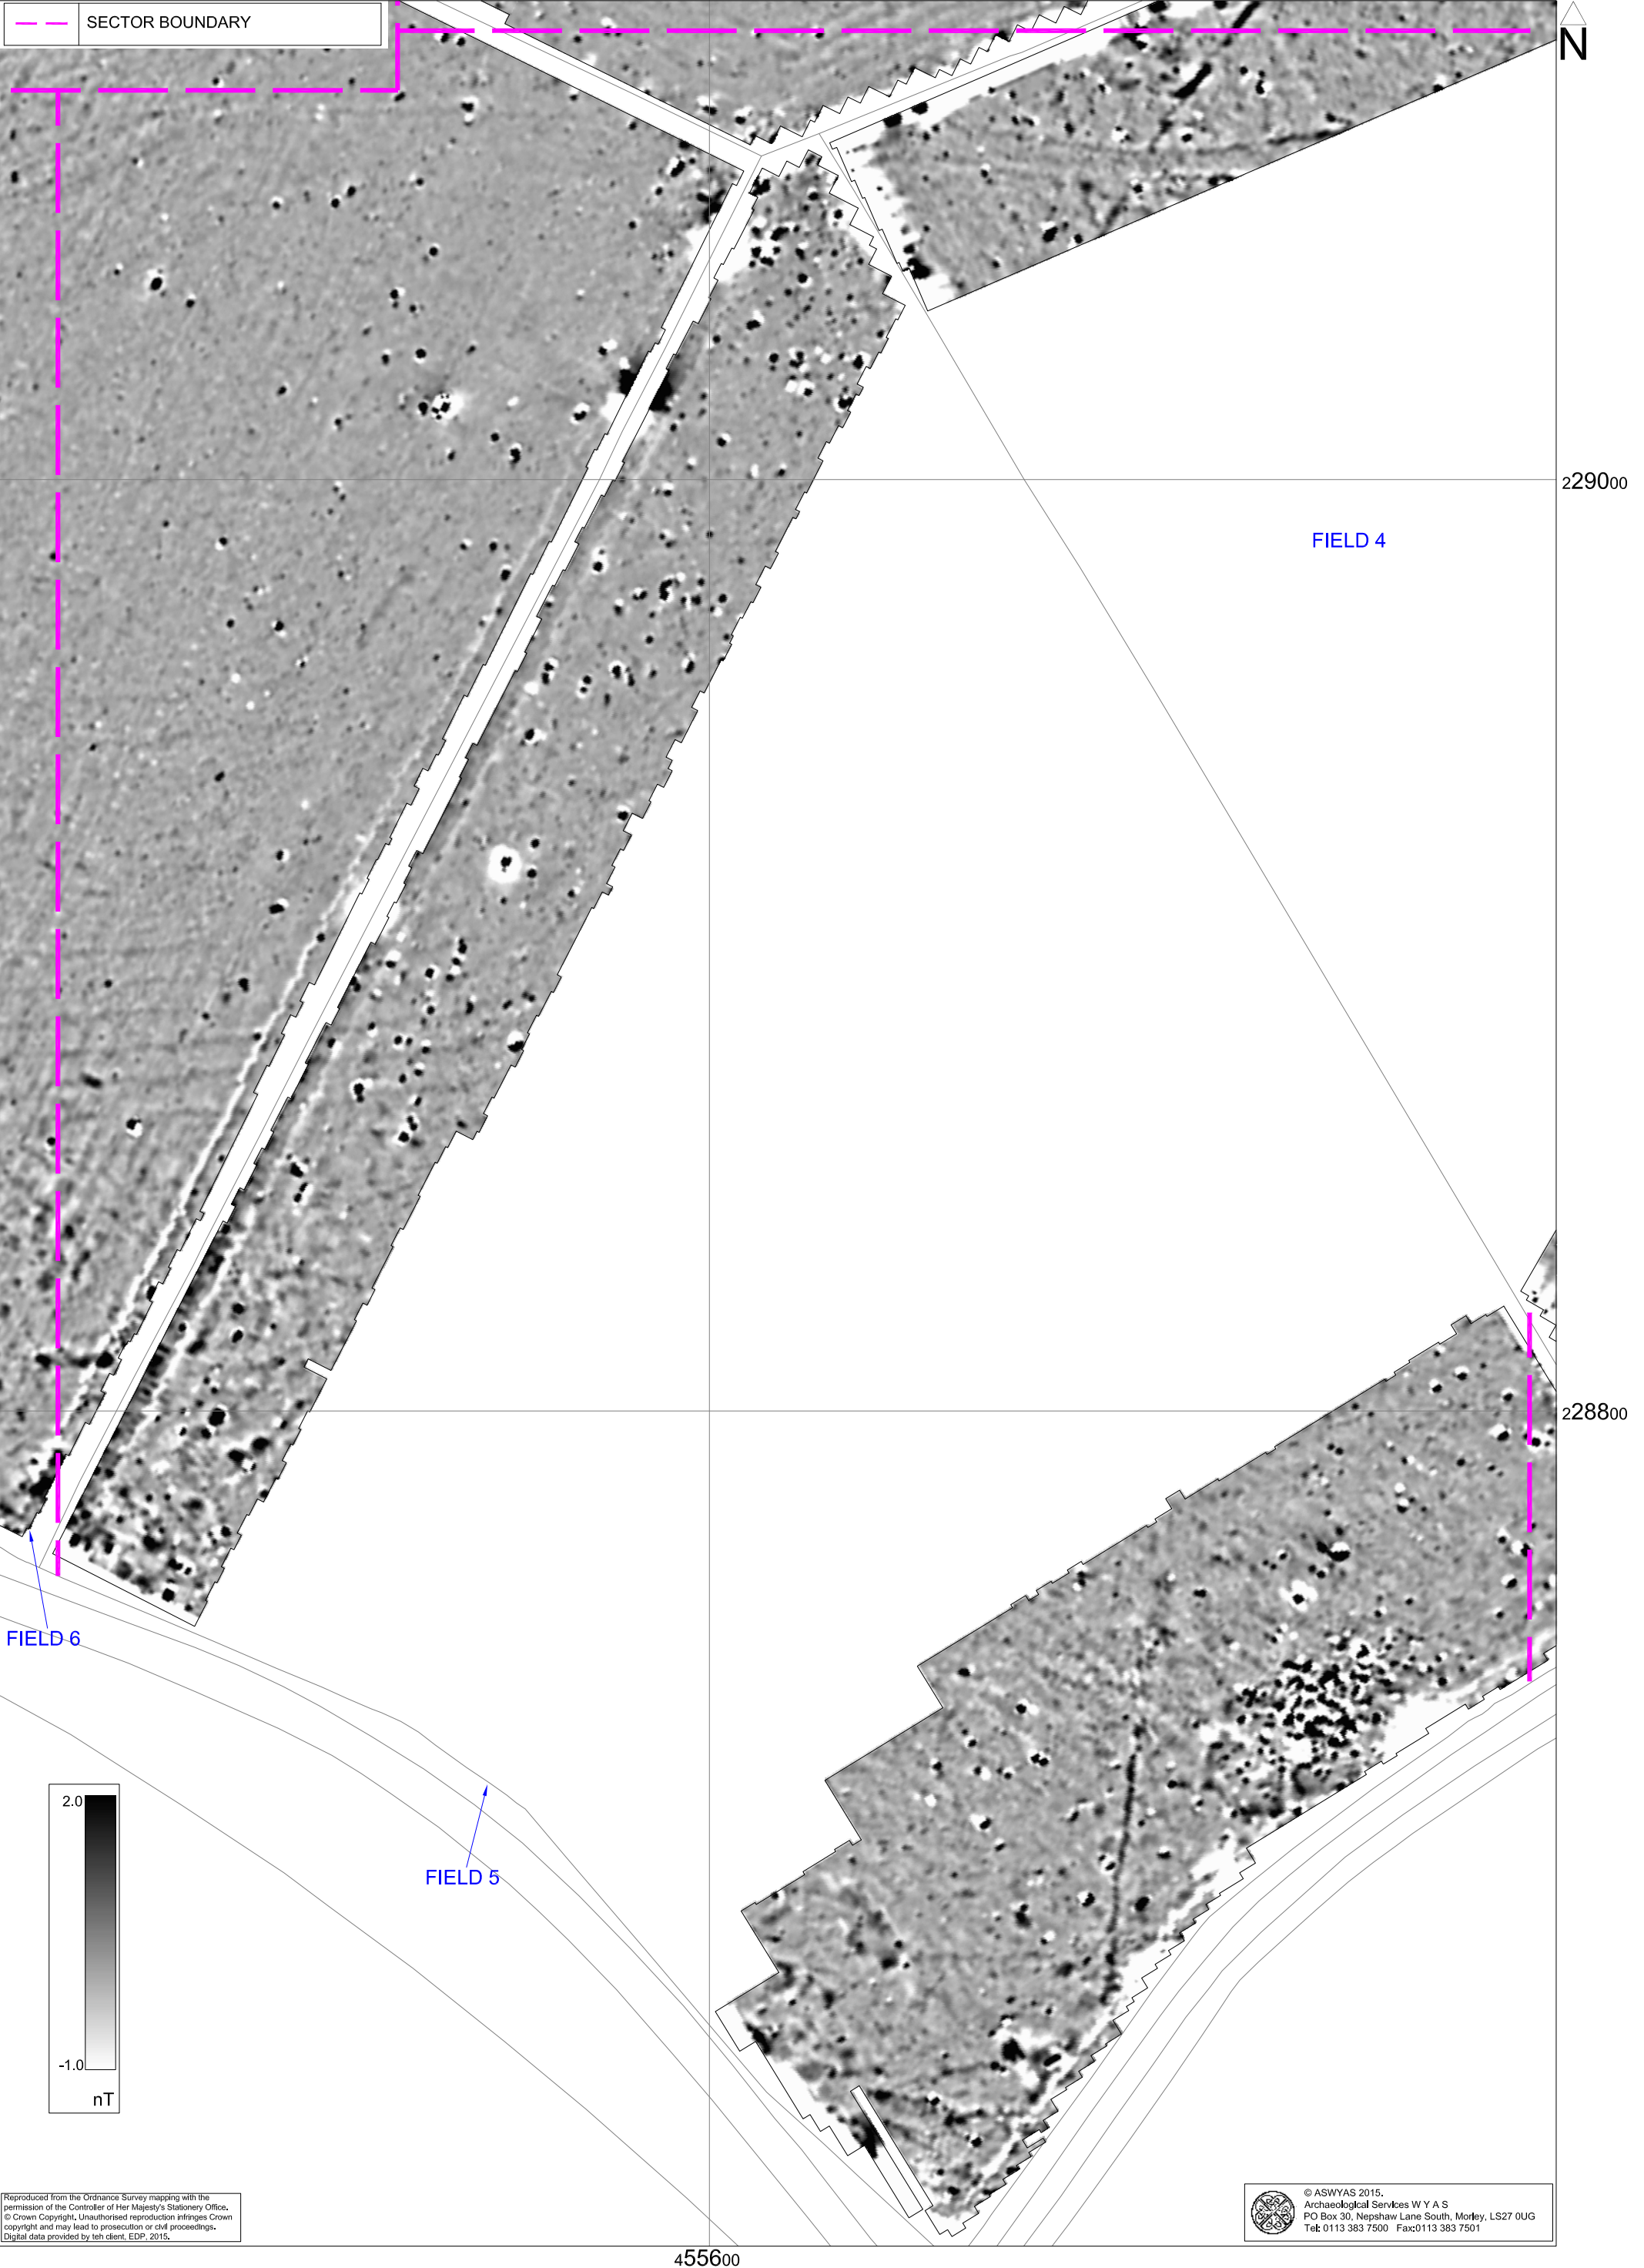 SECTOR BOUNDARY
N
229000
FIELD 4
228800
FIELD 6
FIELD 5
2.0
-1.0
nT
Reproduced from the Ordnance Survey mapping with the
permission of the Controller of Her Majesty's Stationery Office.
© Crown Copyright. Unauthorised reproduction infringes Crown
copyright and may lead to prosecution or civil proceedings.
Digital data provided by teh client, EDP, 2015.
© ASWYAS 2015.
Archaeological Services W Y A S
PO Box 30, Nepshaw Lane South, Morley, LS27 0UG
Tel: 0113 383 7500 Fax:0113 383 7501
455600